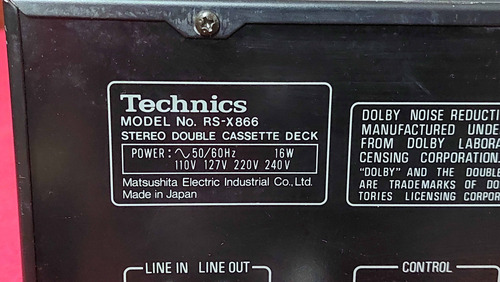 Technics
MODEL No. RS-X866
STEREO DOUBLE CASSETTE DECK
POWER: ∿50/60Hz 16W
110V 127V 220V 240V
Matsushita Electric Industrial Co., Ltd.
Made in Japan
DOLBY NOISE REDUCTI
MANUFACTURED UNDE
FROM DOLBY LABORA
CENSING CORPORATION
"DOLBY" AND THE DOUBLE
ARE TRADEMARKS OF DO
TORIES LICENSING CORPOR
LINE IN LINE OUT
CONTROL